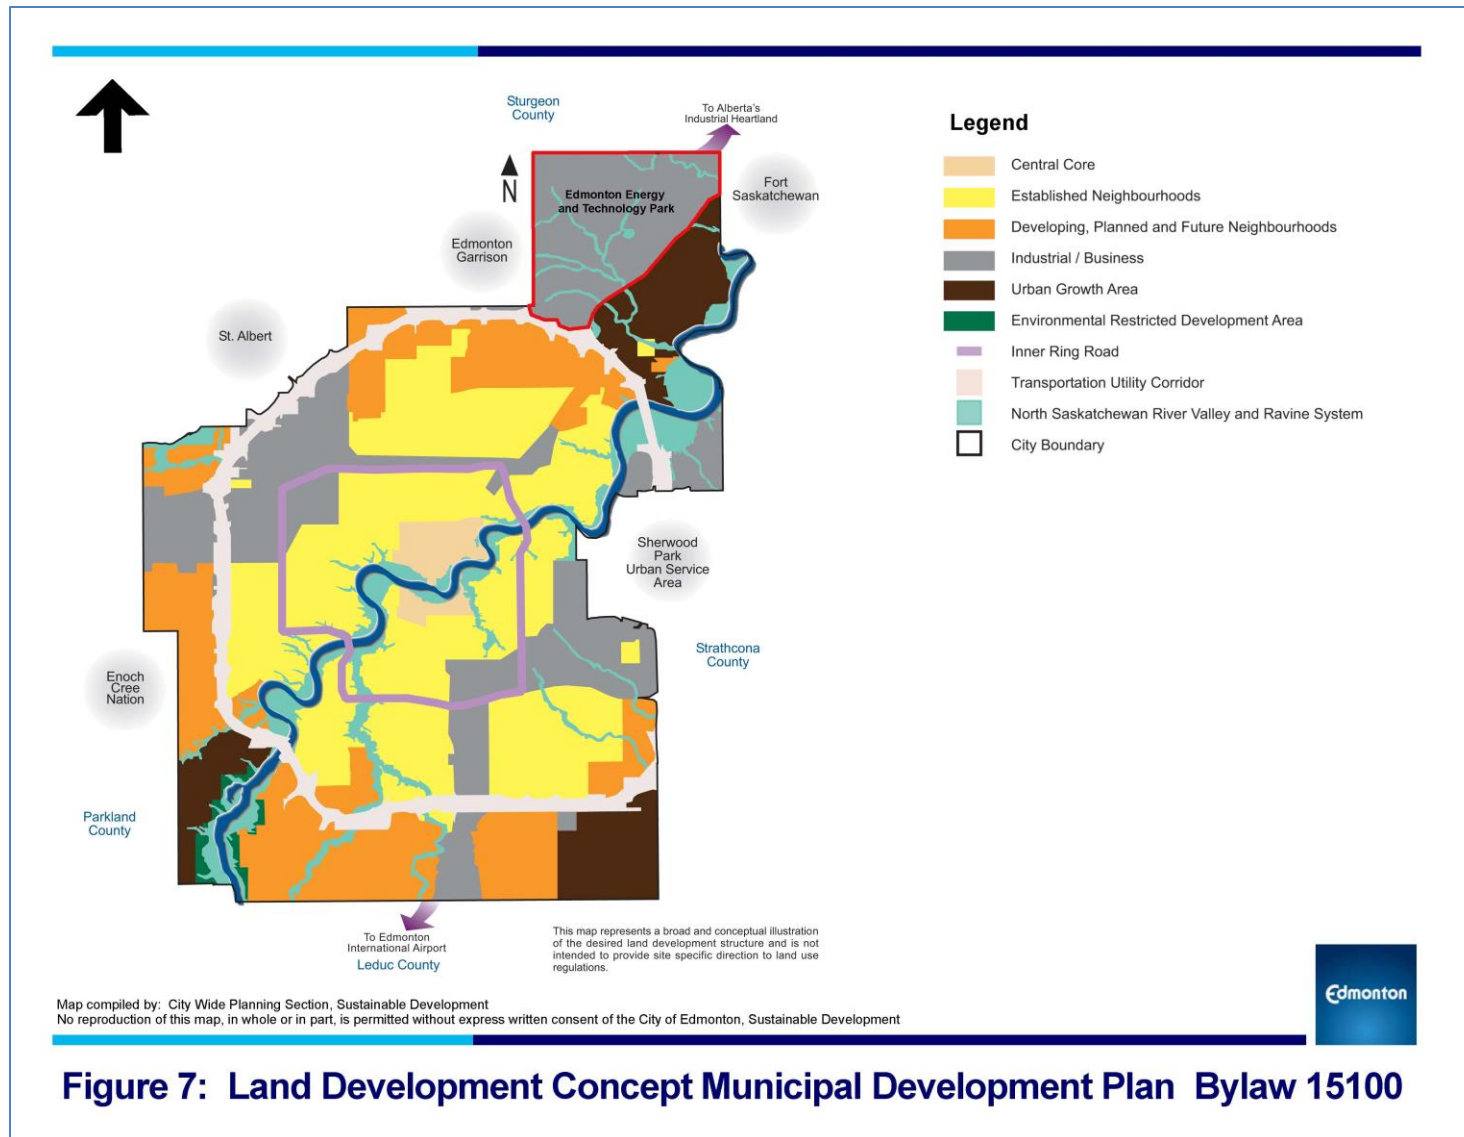 Sturgeon
County
To Alberta's
Industrial Heartland
N
Edmonton Energy
and Technology Park
Fort
Saskatchewan
Edmonton
Garrison
St. Albert
Sherwood
Park
Urban Service
Area
Strathcona
County
Enoch
Cree
Nation
Parkland
County
To Edmonton
International Airport
Leduc County
This map represents a broad and conceptual illustration
of the desired land development structure and is not
intended to provide site specific direction to land use
regulations.
Legend
Central Core
Established Neighbourhoods
Developing, Planned and Future Neighbourhoods
Industrial / Business
Urban Growth Area
Environmental Restricted Development Area
Inner Ring Road
Transportation Utility Corridor
North Saskatchewan River Valley and Ravine System
City Boundary
Map compiled by: City Wide Planning Section, Sustainable Development
No reproduction of this map, in whole or in part, is permitted without express written consent of the City of Edmonton, Sustainable Development
Edmonton
Figure 7: Land Development Concept Municipal Development Plan Bylaw 15100